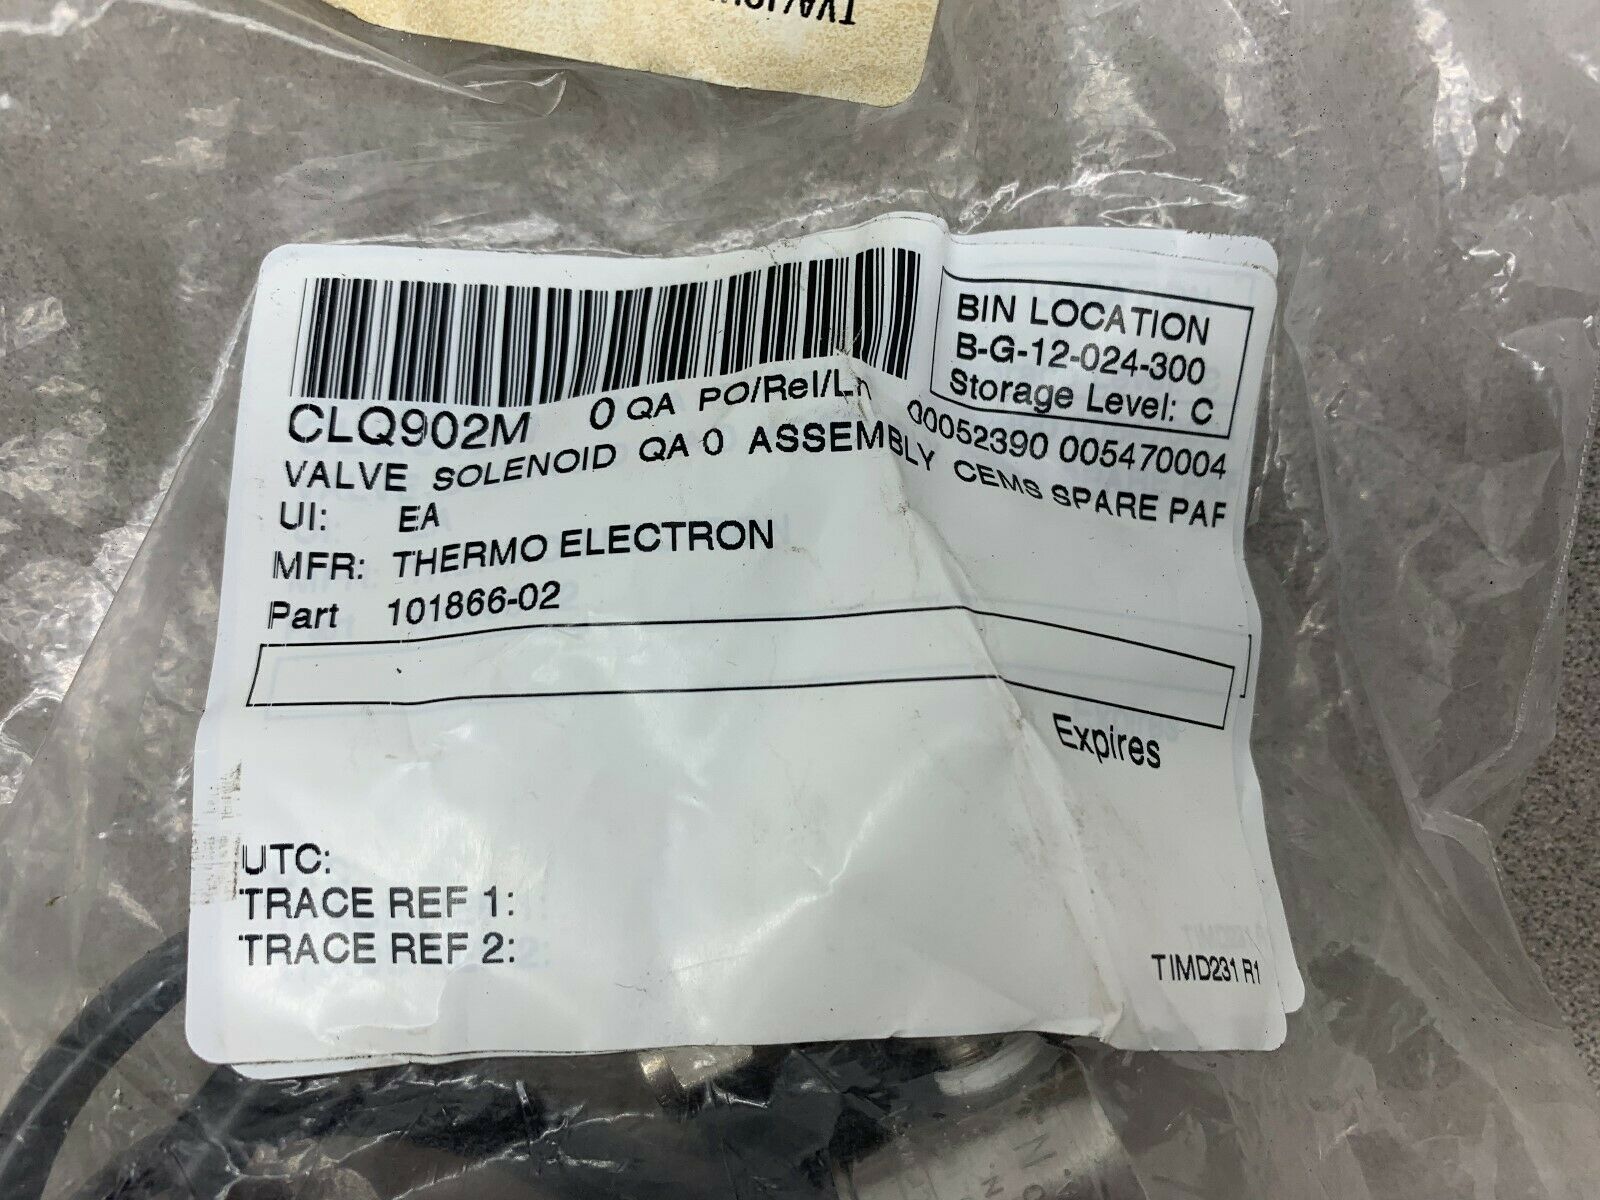 BIN LOCATION
B-G-12-024-300
Storage Level: C
CLQ902M 0 QA PO/Rel/Ln 00052390 005470004
VALVE SOLENOID QA 0 ASSEMBLY CEMS SPARE PAF
UI: EA
MFR: THERMO ELECTRON
Part 101866-02
Expires
UTC:
TRACE REF 1:
TRACE REF 2:
TIMD231 R1